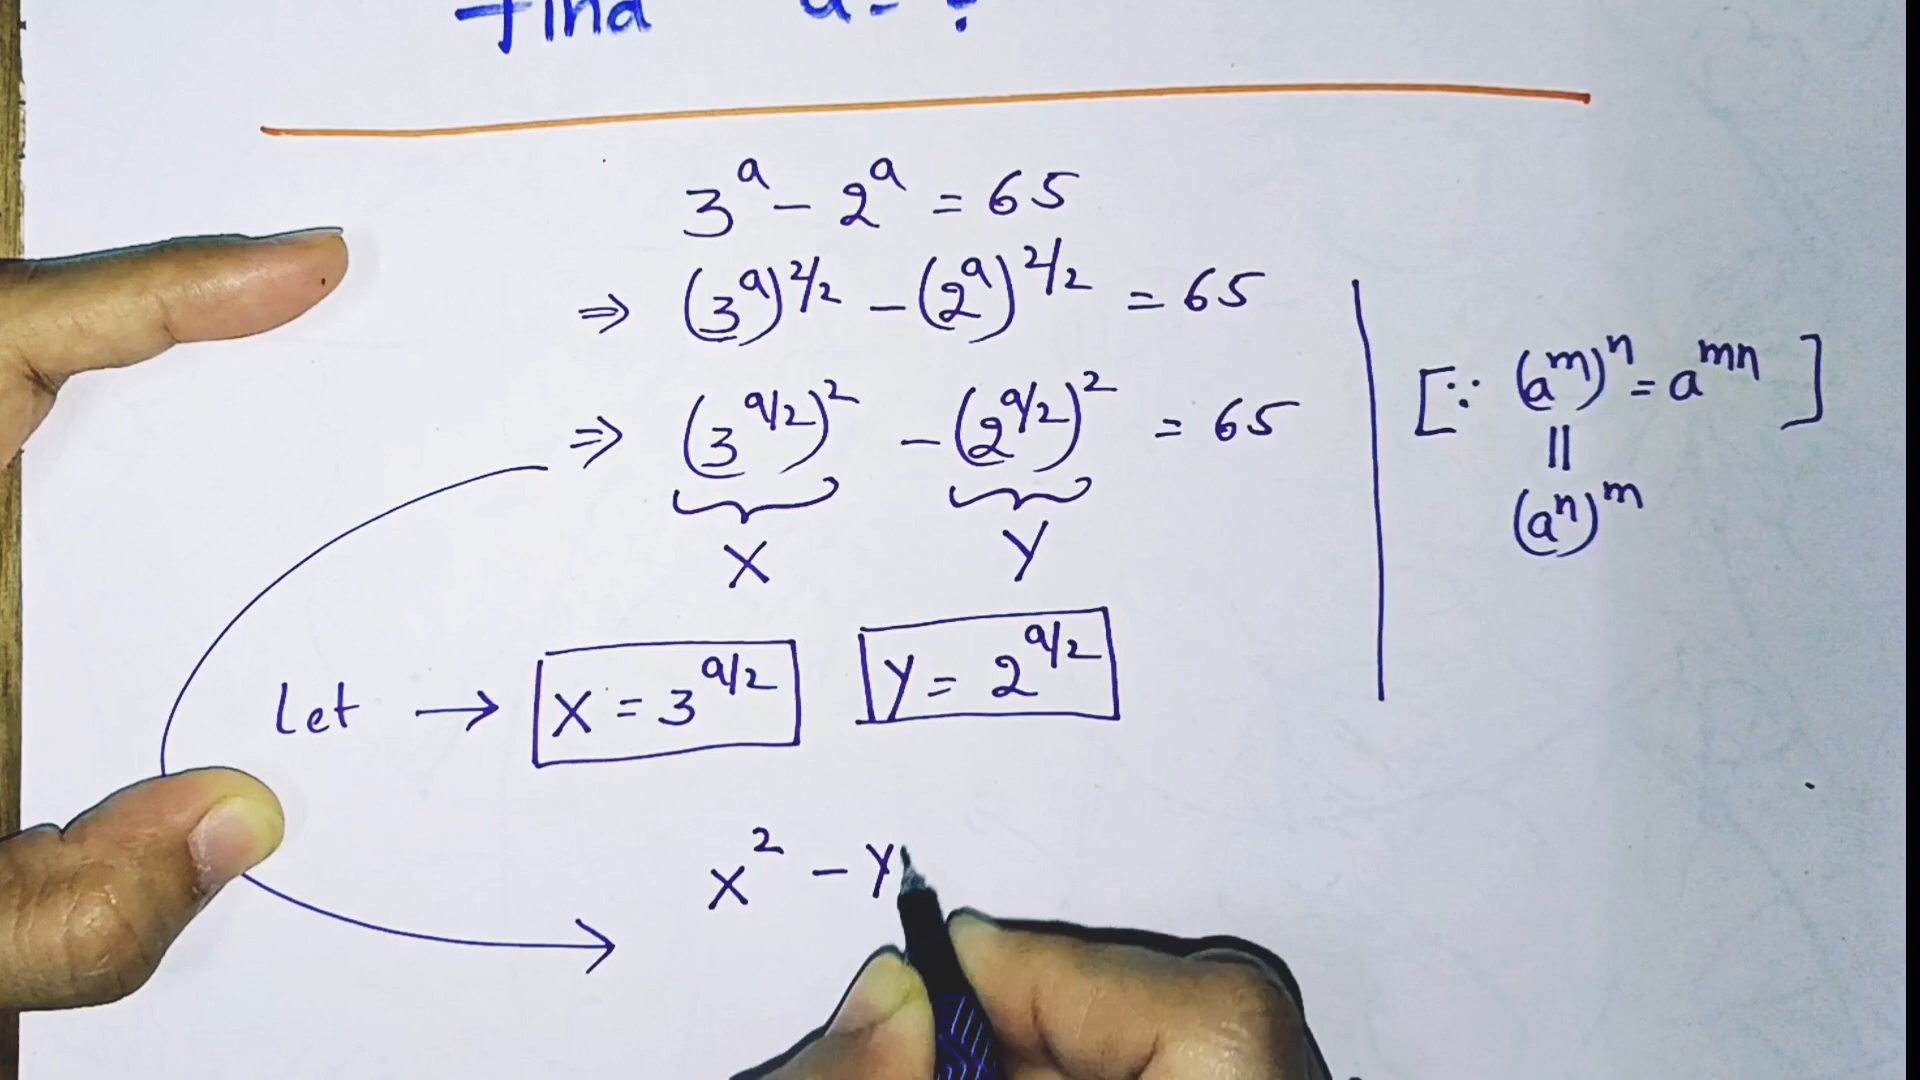 find a = ?
3^a - 2^a = 65
⇒ (3^a)^2/2 - (2^a)^2/2 = 65
⇒ (3^a/2)^2 - (2^a/2)^2 = 65
X Y
Let → X = 3^a/2 Y = 2^a/2
x^2 - y
[∵ (a^m)^n = a^mn]
||
(a^n)^m